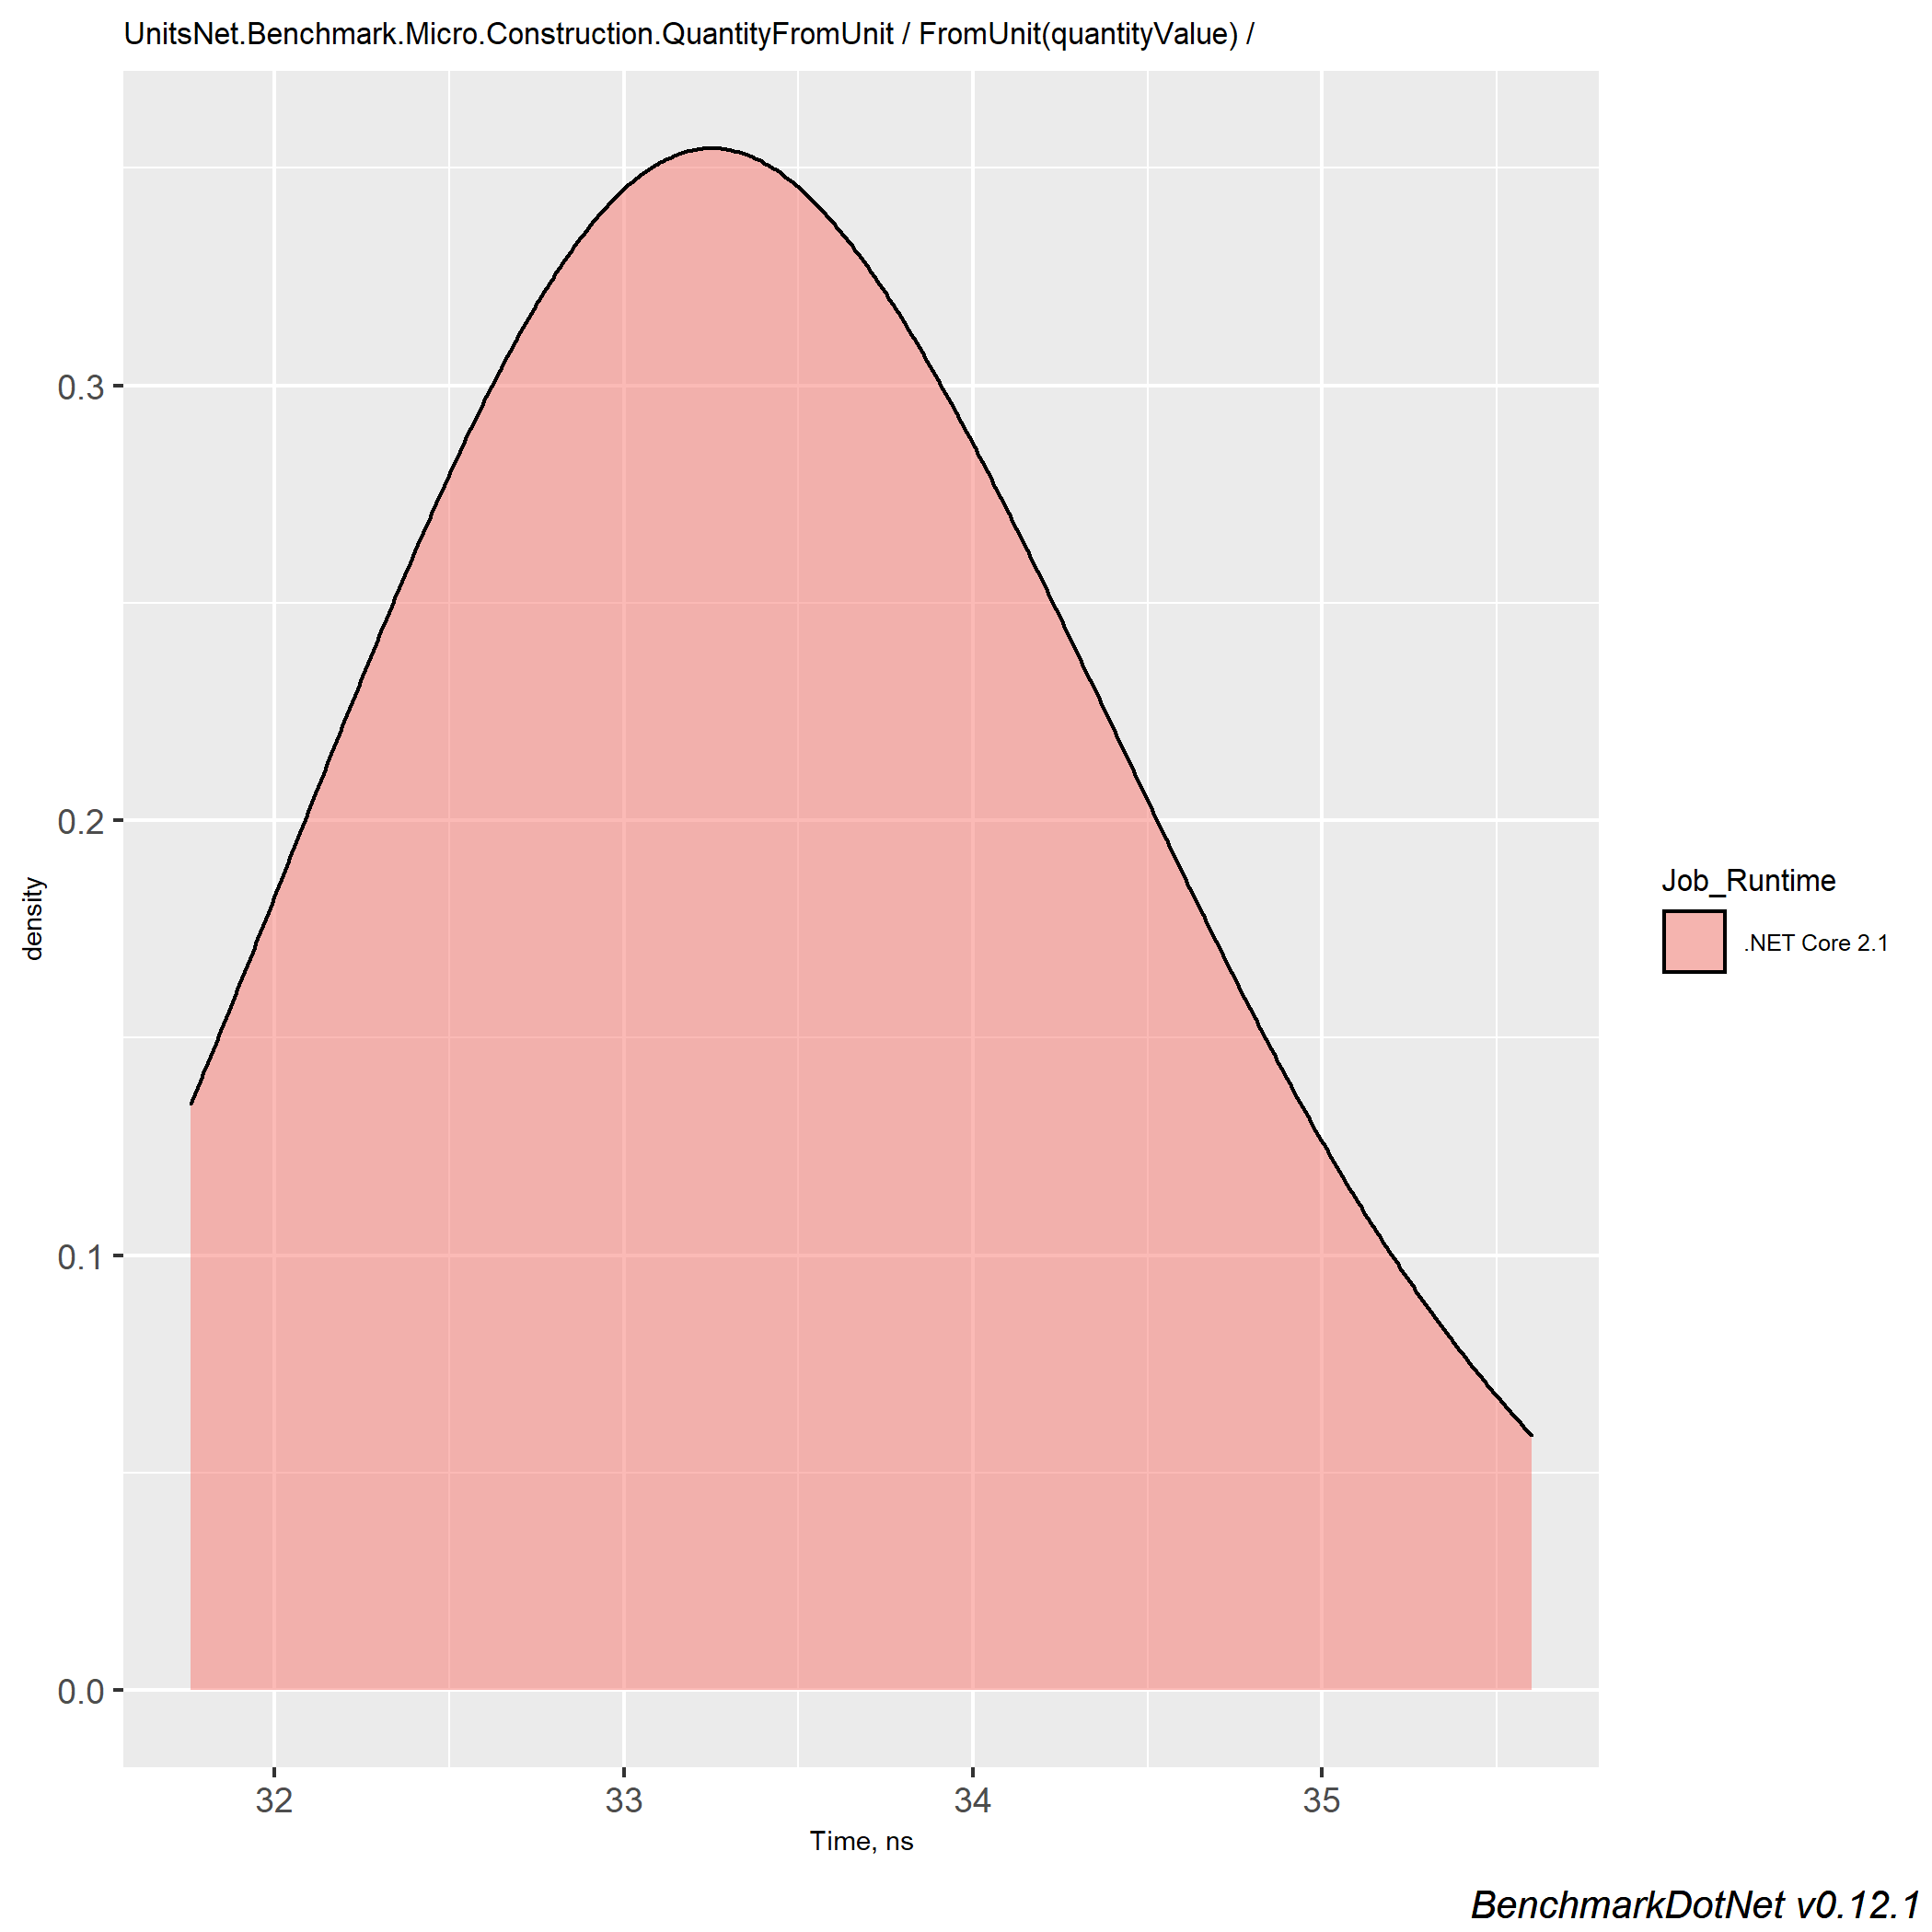 UnitsNet.Benchmark.Micro.Construction.QuantityFromUnit / FromUnit(quantityValue) /
0.3
0.2
0.1
0.0
density
32 33 34 35
Time, ns
Job_Runtime
.NET Core 2.1
BenchmarkDotNet v0.12.1